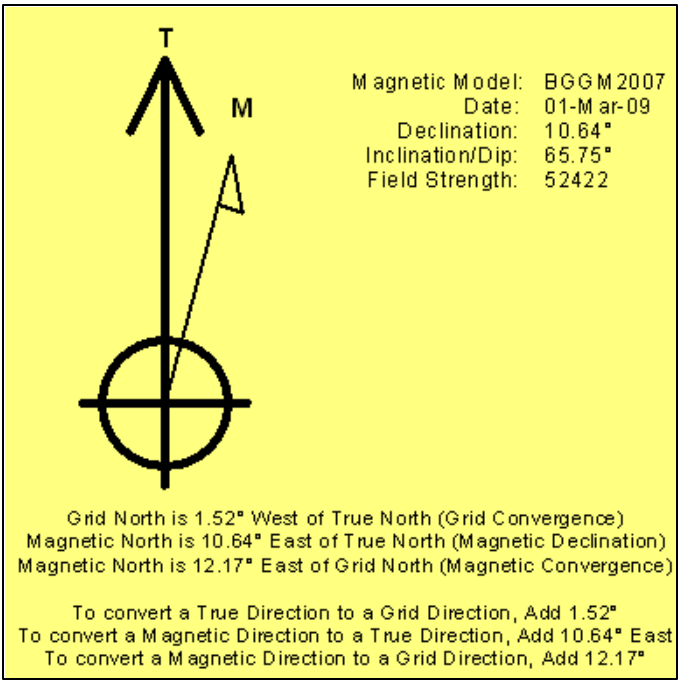 T
M
Magnetic Model: BGGM2007
Date: 01-Mar-09
Declination: 10.64°
Inclination/Dip: 65.75°
Field Strength: 52422
Grid North is 1.52° West of True North (Grid Convergence)
Magnetic North is 10.64° East of True North (Magnetic Declination)
Magnetic North is 12.17° East of Grid North (Magnetic Convergence)
To convert a True Direction to a Grid Direction, Add 1.52°
To convert a Magnetic Direction to a True Direction, Add 10.64° East
To convert a Magnetic Direction to a Grid Direction, Add 12.17°